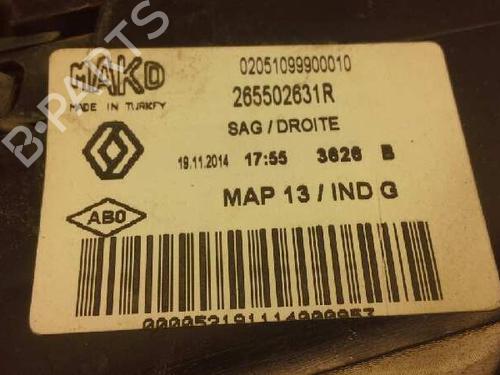 MAKO
MADE IN TURKEY
02051099900010
265502631R
SAG / DROITE
19.11.2014 17:55 3626 B
MAP 13 / IND G
ABO
B-PARTS